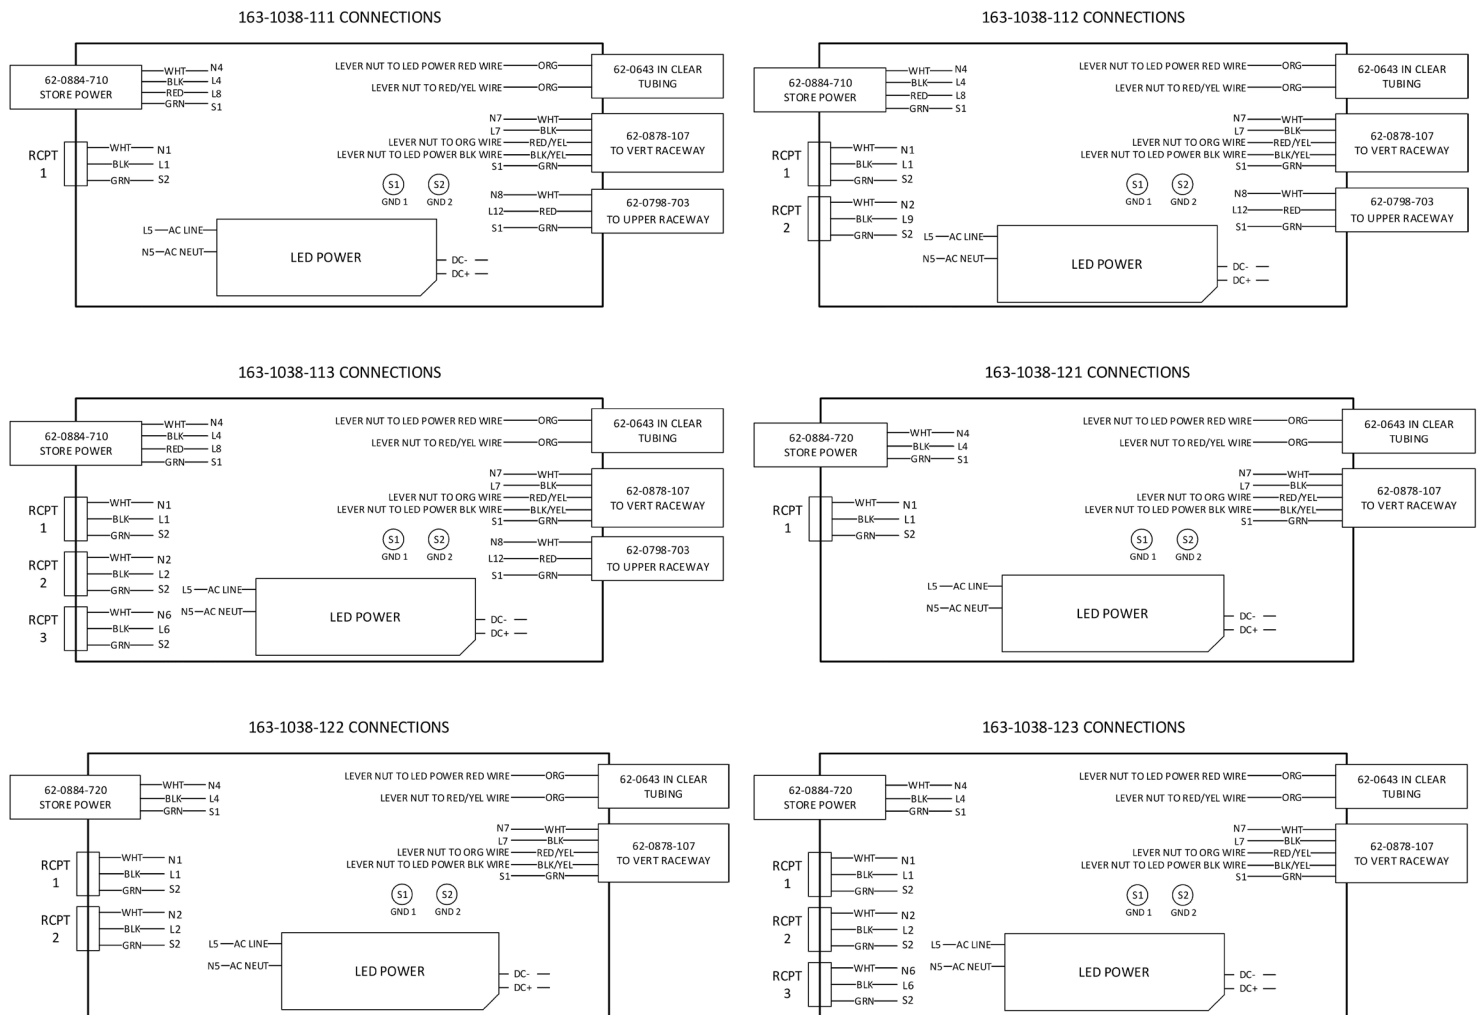 163-1038-111 CONNECTIONS
62-0884-710
STORE POWER
WHT N4
BLK L4
RED L8
GRN S1
RCPT
1
WHT N1
BLK L1
GRN S2
LEVER NUT TO LED POWER RED WIRE ORG
LEVER NUT TO RED/YEL WIRE ORG
62-0643 IN CLEAR
TUBING
N7 WHT
L7 BLK
LEVER NUT TO ORG WIRE RED/YEL
LEVER NUT TO LED POWER BLK WIRE BLK/YEL
S1 GRN
62-0878-107
TO VERT RACEWAY
S1
GND 1
S2
GND 2
N8 WHT
L12 RED
S1 GRN
62-0798-703
TO UPPER RACEWAY
L5 AC LINE
N5 AC NEUT
LED POWER
DC-
DC+
163-1038-112 CONNECTIONS
62-0884-710
STORE POWER
WHT N4
BLK L4
RED L8
GRN S1
RCPT
1
WHT N1
BLK L1
GRN S2
RCPT
2
WHT N2
BLK L9
GRN S2
LEVER NUT TO LED POWER RED WIRE ORG
LEVER NUT TO RED/YEL WIRE ORG
62-0643 IN CLEAR
TUBING
N7 WHT
L7 BLK
LEVER NUT TO ORG WIRE RED/YEL
LEVER NUT TO LED POWER BLK WIRE BLK/YEL
S1 GRN
62-0878-107
TO VERT RACEWAY
S1
GND 1
S2
GND 2
N8 WHT
L12 RED
S1 GRN
62-0798-703
TO UPPER RACEWAY
L5 AC LINE
N5 AC NEUT
LED POWER
DC-
DC+
163-1038-113 CONNECTIONS
62-0884-710
STORE POWER
WHT N4
BLK L4
RED L8
GRN S1
RCPT
1
WHT N1
BLK L1
GRN S2
RCPT
2
WHT N2
BLK L2
GRN S2
RCPT
3
WHT N6
BLK L6
GRN S2
LEVER NUT TO LED POWER RED WIRE ORG
LEVER NUT TO RED/YEL WIRE ORG
62-0643 IN CLEAR
TUBING
N7 WHT
L7 BLK
LEVER NUT TO ORG WIRE RED/YEL
LEVER NUT TO LED POWER BLK WIRE BLK/YEL
S1 GRN
62-0878-107
TO VERT RACEWAY
S1
GND 1
S2
GND 2
N8 WHT
L12 RED
S1 GRN
62-0798-703
TO UPPER RACEWAY
L5 AC LINE
N5 AC NEUT
LED POWER
DC-
DC+
163-1038-121 CONNECTIONS
62-0884-720
STORE POWER
WHT N4
BLK L4
GRN S1
RCPT
1
WHT N1
BLK L1
GRN S2
LEVER NUT TO LED POWER RED WIRE ORG
LEVER NUT TO RED/YEL WIRE ORG
62-0643 IN CLEAR
TUBING
N7 WHT
L7 BLK
LEVER NUT TO ORG WIRE RED/YEL
LEVER NUT TO LED POWER BLK WIRE BLK/YEL
S1 GRN
62-0878-107
TO VERT RACEWAY
S1
GND 1
S2
GND 2
L5 AC LINE
N5 AC NEUT
LED POWER
DC-
DC+
163-1038-122 CONNECTIONS
62-0884-720
STORE POWER
WHT N4
BLK L4
GRN S1
RCPT
1
WHT N1
BLK L1
GRN S2
RCPT
2
WHT N2
BLK L2
GRN S2
LEVER NUT TO LED POWER RED WIRE ORG
LEVER NUT TO RED/YEL WIRE ORG
62-0643 IN CLEAR
TUBING
N7 WHT
L7 BLK
LEVER NUT TO ORG WIRE RED/YEL
LEVER NUT TO LED POWER BLK WIRE BLK/YEL
S1 GRN
62-0878-107
TO VERT RACEWAY
S1
GND 1
S2
GND 2
L5 AC LINE
N5 AC NEUT
LED POWER
DC-
DC+
163-1038-123 CONNECTIONS
62-0884-720
STORE POWER
WHT N4
BLK L4
GRN S1
RCPT
1
WHT N1
BLK L1
GRN S2
RCPT
2
WHT N2
BLK L2
GRN S2
RCPT
3
WHT N6
BLK L6
GRN S2
LEVER NUT TO LED POWER RED WIRE ORG
LEVER NUT TO RED/YEL WIRE ORG
62-0643 IN CLEAR
TUBING
N7 WHT
L7 BLK
LEVER NUT TO ORG WIRE RED/YEL
LEVER NUT TO LED POWER BLK WIRE BLK/YEL
S1 GRN
62-0878-107
TO VERT RACEWAY
S1
GND 1
S2
GND 2
L5 AC LINE
N5 AC NEUT
LED POWER
DC-
DC+